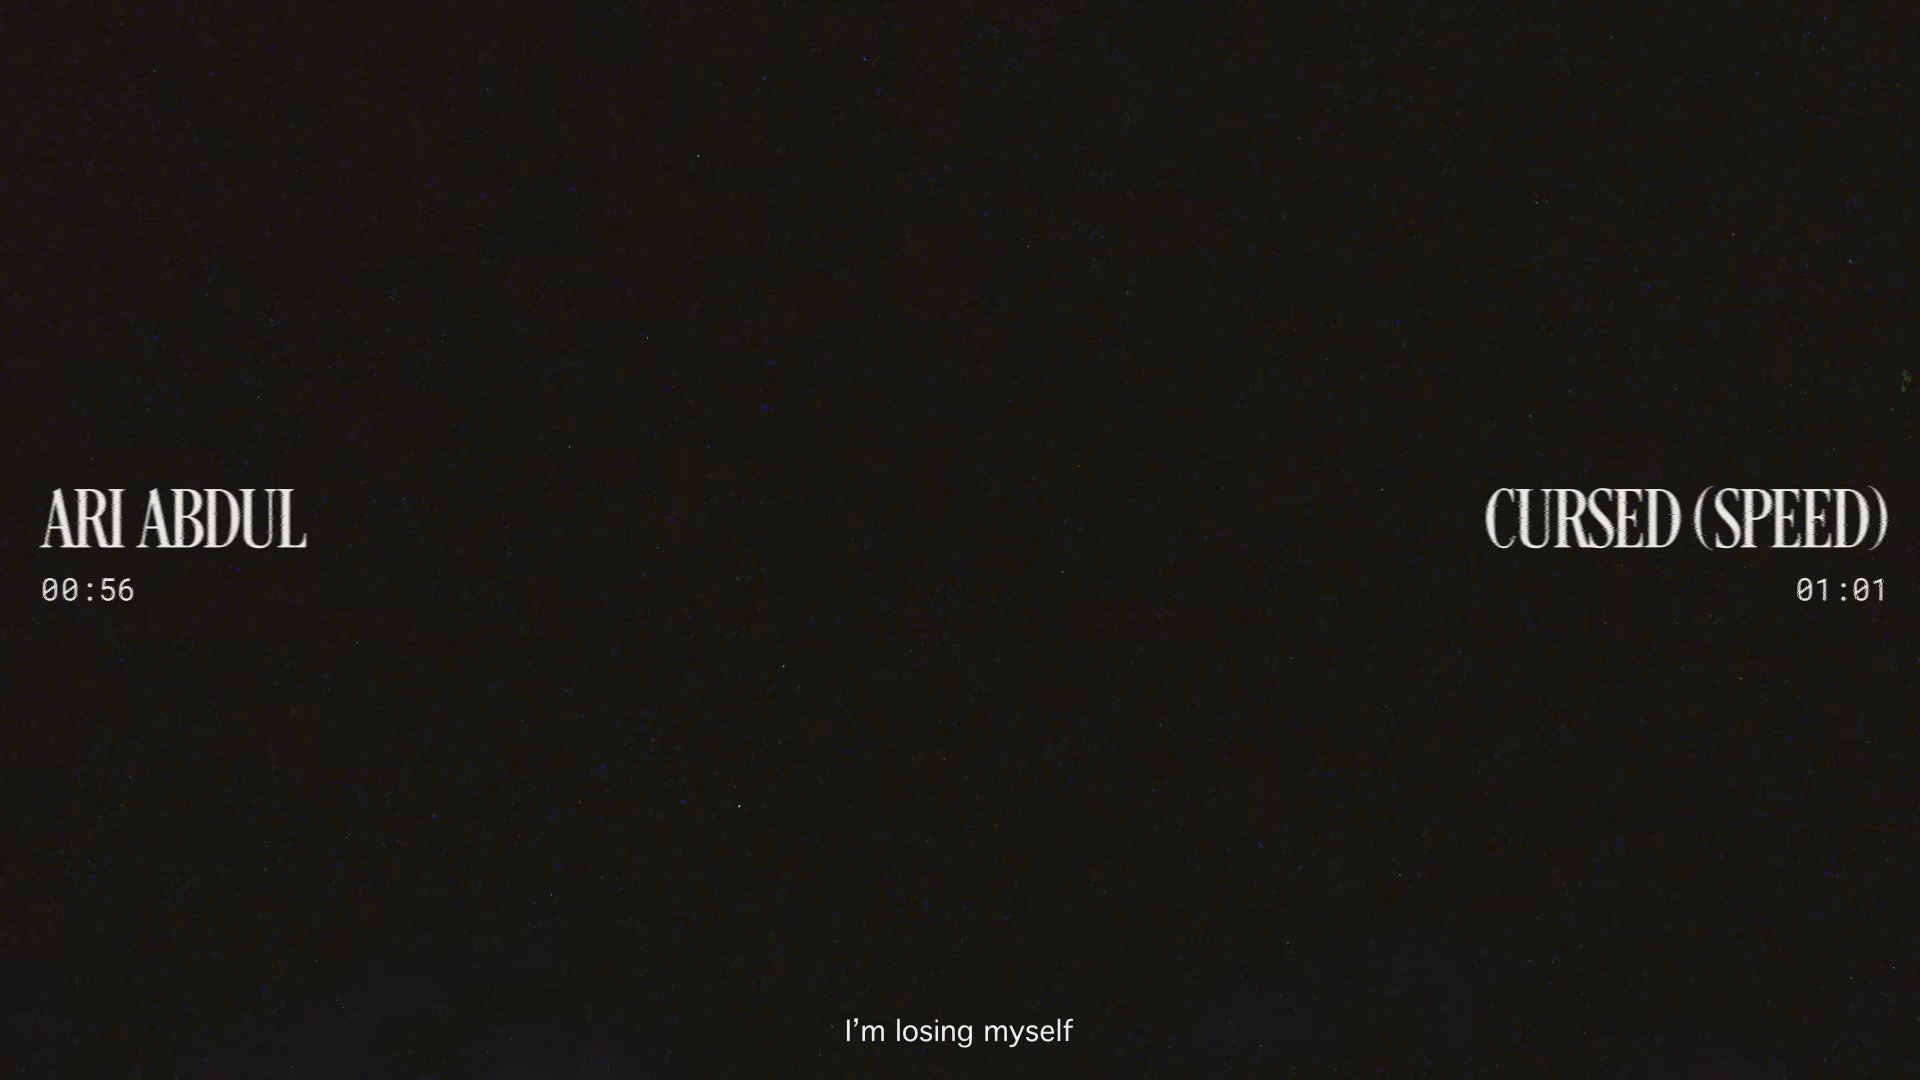 ARI ABDUL
00:56
CURSED (SPEED)
01:01
I’m losing myself